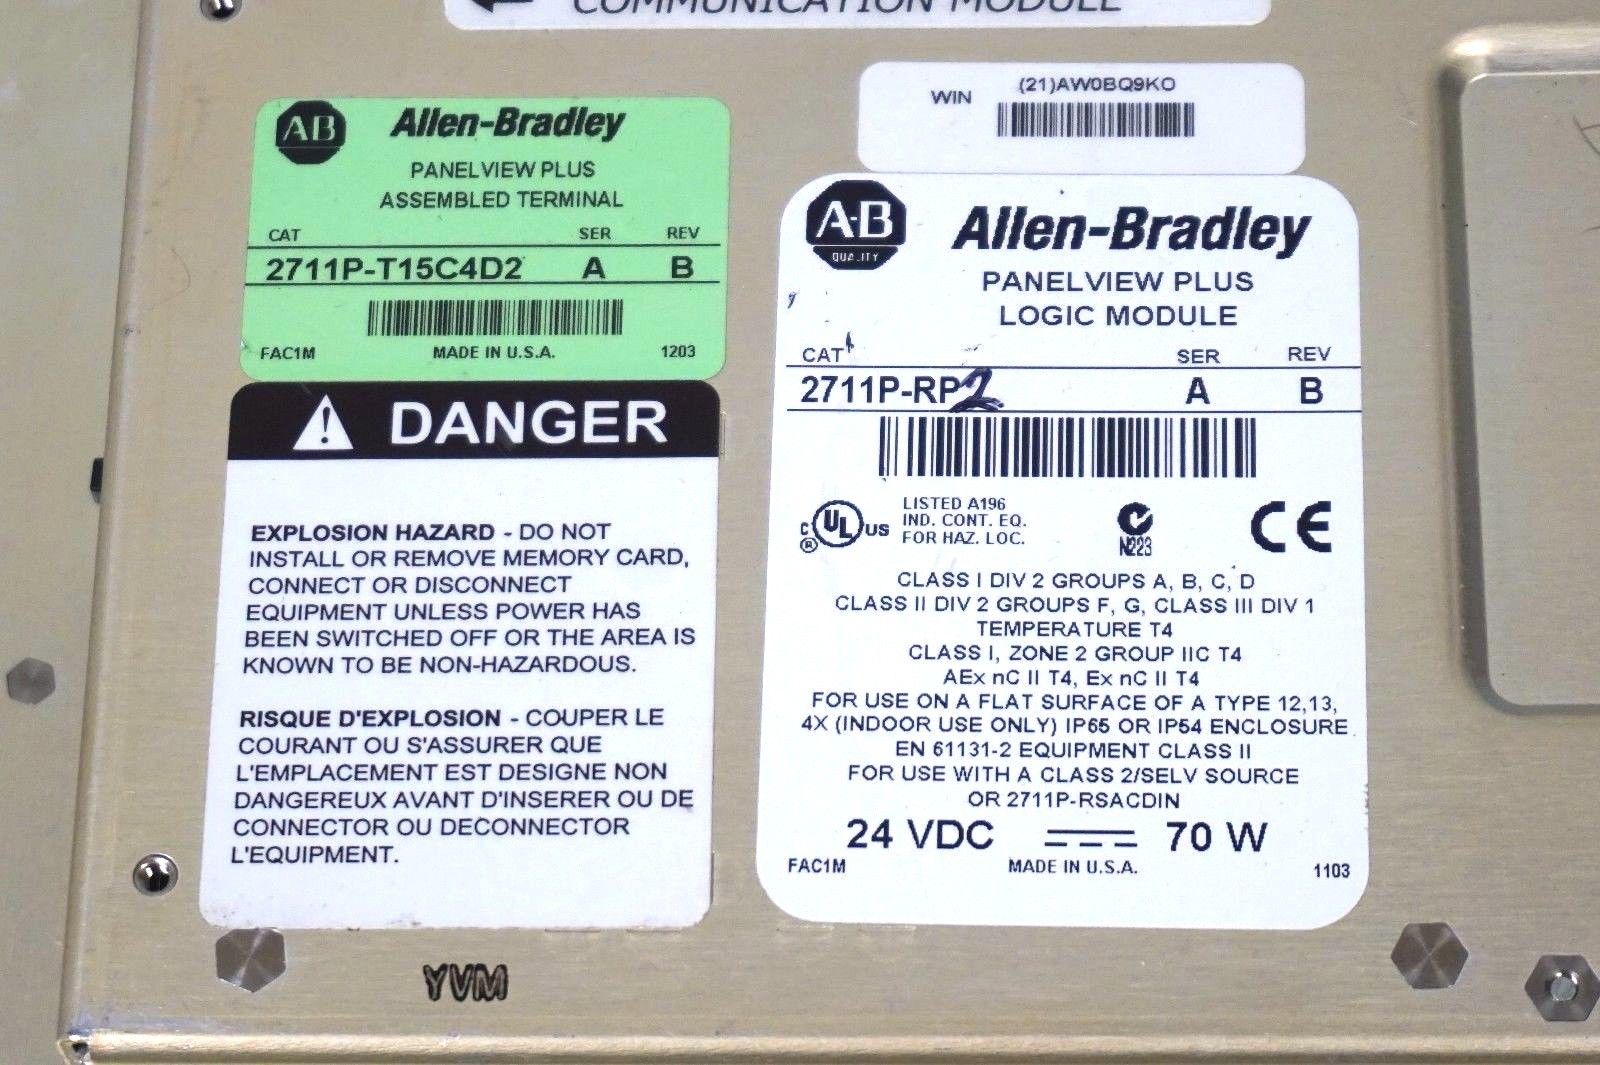 COMMUNICATION MODULE
WIN (21)AW0BQ9KO
AB Allen-Bradley
PANELVIEW PLUS
ASSEMBLED TERMINAL
CAT SER REV
2711P-T15C4D2 A B
FAC1M MADE IN U.S.A. 1203
DANGER
EXPLOSION HAZARD - DO NOT
INSTALL OR REMOVE MEMORY CARD,
CONNECT OR DISCONNECT
EQUIPMENT UNLESS POWER HAS
BEEN SWITCHED OFF OR THE AREA IS
KNOWN TO BE NON-HAZARDOUS.
RISQUE D'EXPLOSION - COUPER LE
COURANT OU S'ASSURER QUE
L'EMPLACEMENT EST DESIGNE NON
DANGEREUX AVANT D'INSERER OU DE
CONNECTOR OU DECONNECTOR
L'EQUIPMENT.
A-B QUALITY Allen-Bradley
PANELVIEW PLUS
LOGIC MODULE
CAT SER REV
2711P-RP2 A B
C UL US ®
LISTED A196
IND. CONT. EQ.
FOR HAZ. LOC.
N223
CE
CLASS I DIV 2 GROUPS A, B, C, D
CLASS II DIV 2 GROUPS F, G, CLASS III DIV 1
TEMPERATURE T4
CLASS I, ZONE 2 GROUP IIC T4
AEx nC II T4, Ex nC II T4
FOR USE ON A FLAT SURFACE OF A TYPE 12,13,
4X (INDOOR USE ONLY) IP65 OR IP54 ENCLOSURE
EN 61131-2 EQUIPMENT CLASS II
FOR USE WITH A CLASS 2/SELV SOURCE
OR 2711P-RSACDIN
24 VDC 70 W
FAC1M MADE IN U.S.A. 1103
YVM